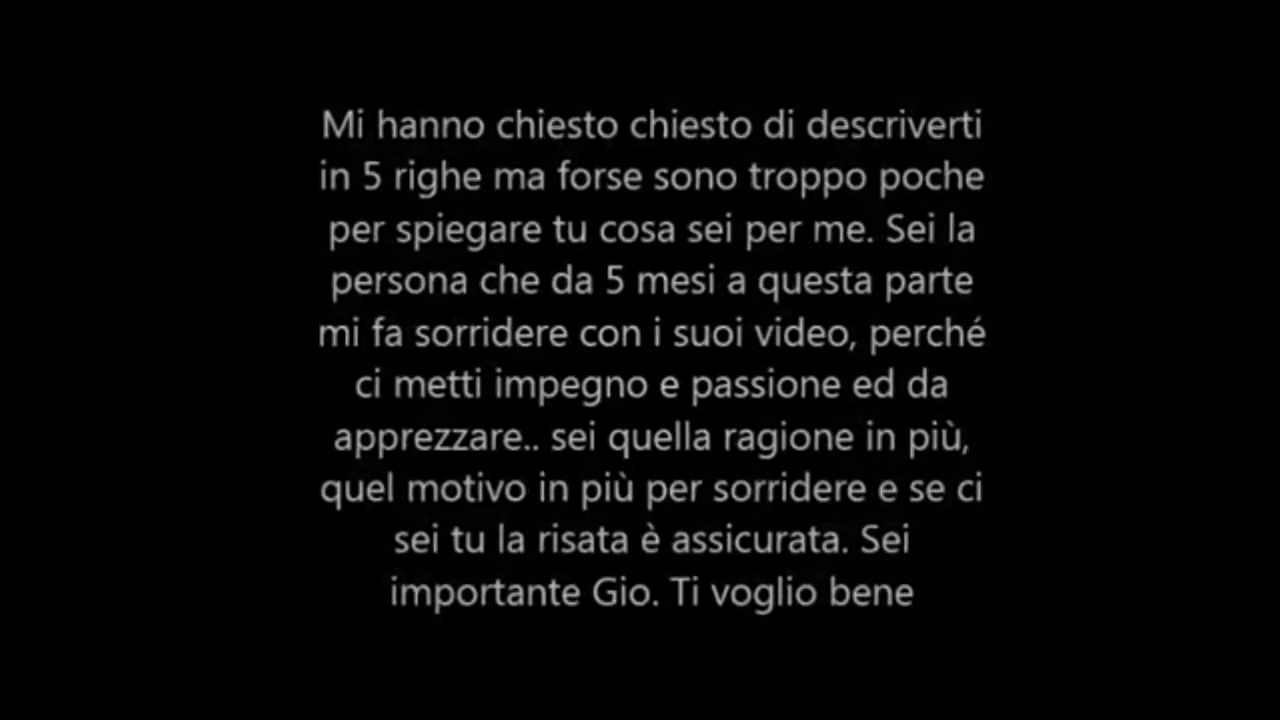 Mi hanno chiesto chiesto di descriverti
in 5 righe ma forse sono troppo poche
per spiegare tu cosa sei per me. Sei la
persona che da 5 mesi a questa parte
mi fa sorridere con i suoi video, perché
ci metti impegno e passione ed da
apprezzare.. sei quella ragione in più,
quel motivo in più per sorridere e se ci
sei tu la risata è assicurata. Sei
importante Gio. Ti voglio bene